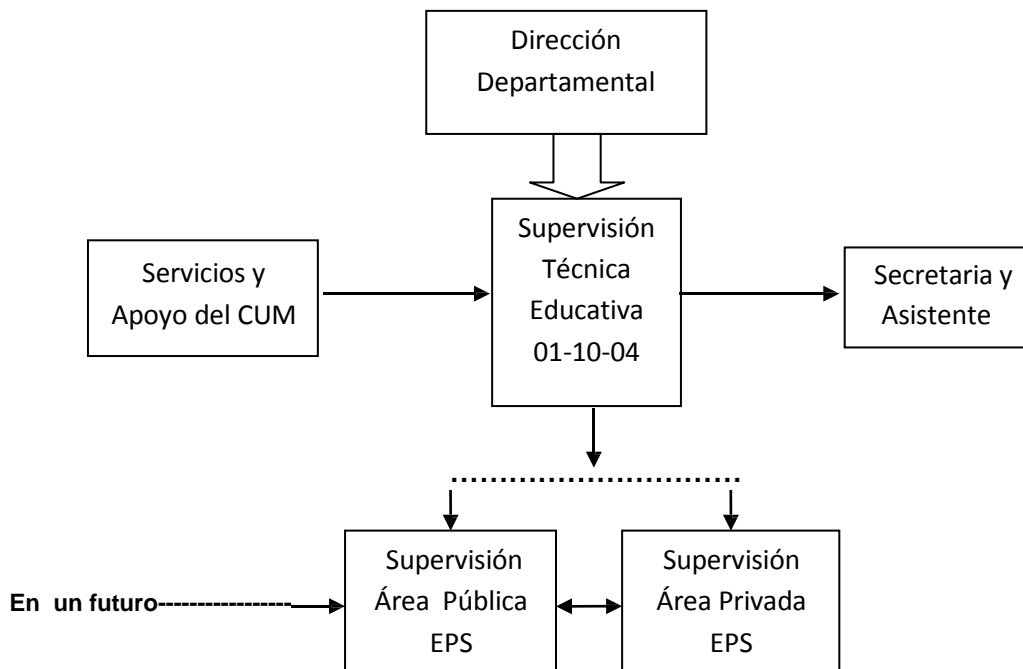 Dirección
Departamental
Supervisión
Técnica
Educativa
01-10-04
Servicios y
Apoyo del CUM
Secretaria y
Asistente
Supervisión
Área Pública
EPS
Supervisión
Área Privada
EPS
En un futuro-----------------